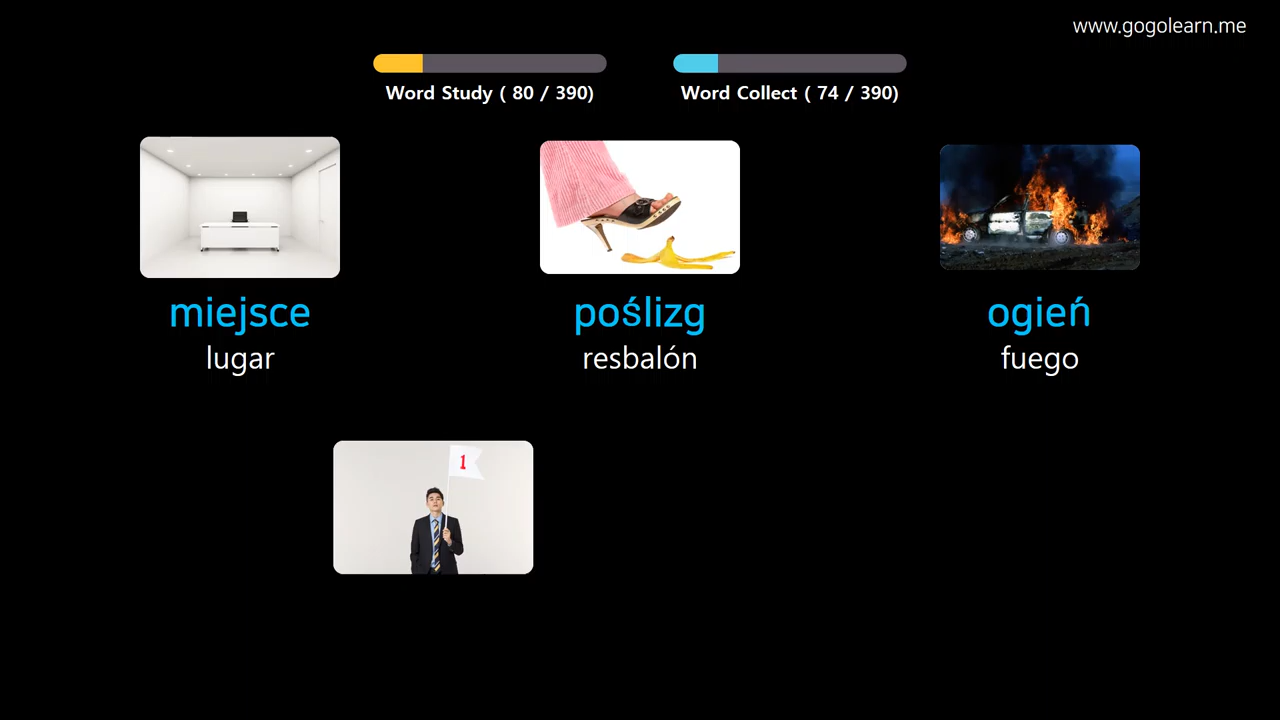 www.gogolearn.me
Word Study ( 80 / 390)
Word Collect ( 74 / 390)
miejsce
lugar
poślizg
resbalón
ogień
fuego
1